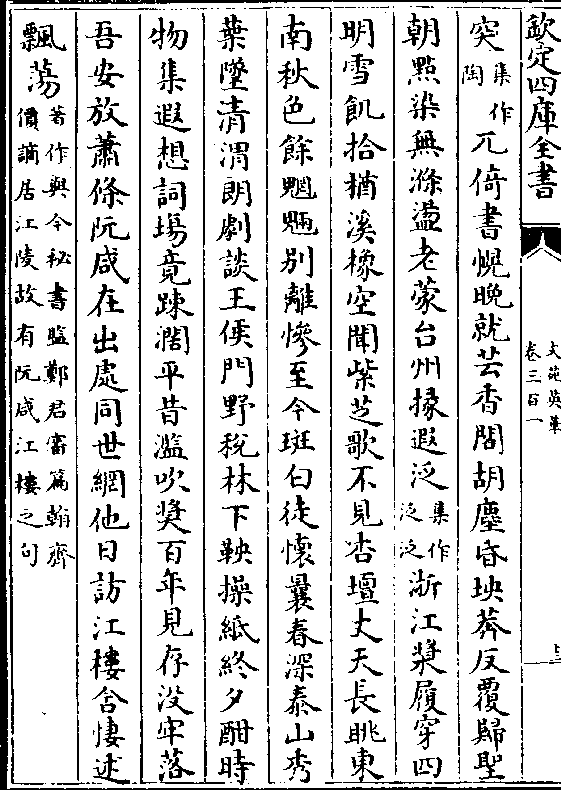 欽定四庫全書
文苑英華
卷三百一
突集作陶兀倚書幌晚就芸香閣胡塵昏坱莽反覆歸聖
朝㸃染無滌盪老蒙台州掾遐泛集作泛泛浙江槳履穿四
明雪飢拾楢溪橡空聞紫芝歌不見杏壇丈天長眺東
南秋色餘魍魎别離慘至今斑白徒懷曩春深泰山秀
葉墜清渭朗劇談王侯門野税林下鞅操紙終夕酣時
物集遐想詞場竟踈濶平昔濫吹奬百年見存沒牢落
吾安放蕭條阮咸在出處同世網他日訪江樓含悽述
飄蕩著作與今祕書監鄭君審篇翰齊
價謫居江陵故有阮咸江樓之句